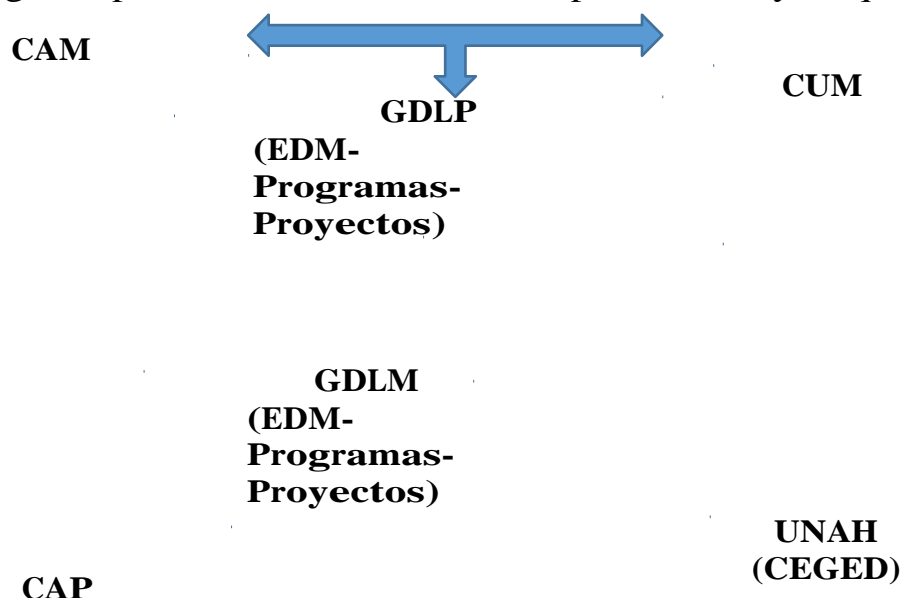 CAM
CUM
GDLP
(EDM-
Programas-
Proyectos)
GDLM
(EDM-
Programas-
Proyectos)
UNAH
(CEGED)
CAP